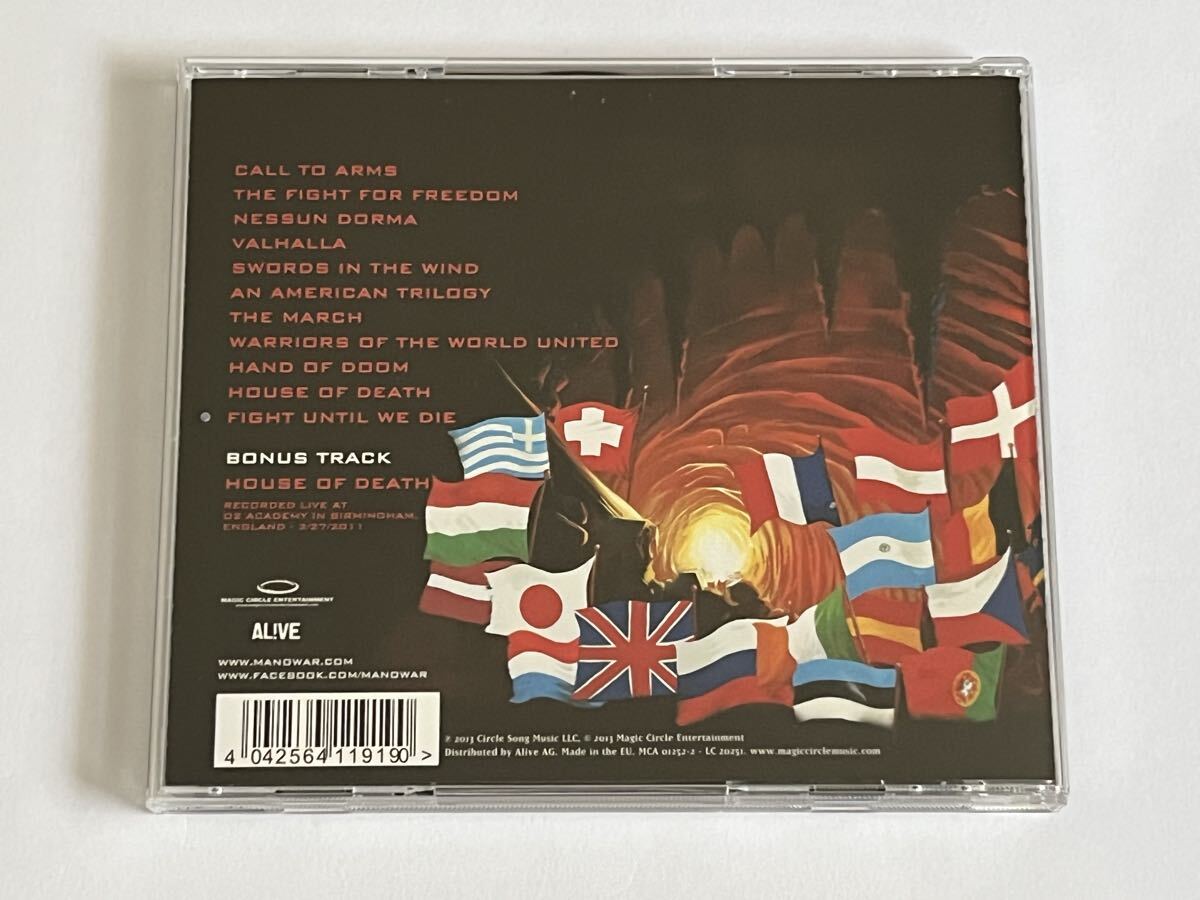 CALL TO ARMS
THE FIGHT FOR FREEDOM
NESSUN DORMA
VALHALLA
SWORDS IN THE WIND
AN AMERICAN TRILOGY
THE MARCH
WARRIORS OF THE WORLD UNITED
HAND OF DOOM
HOUSE OF DEATH
FIGHT UNTIL WE DIE
BONUS TRACK
HOUSE OF DEATH
RECORDED LIVE AT
O2 ACADEMY IN BIRMINGHAM,
ENGLAND - 3/27/2011
MAGIC CIRCLE ENTERTAINMENT
AL!VE
WWW.MANOWAR.COM
WWW.FACEBOOK.COM/MANOWAR
4 042564 119190 >
℗ 2013 Circle Song Music LLC, © 2013 Magic Circle Entertainment
Distributed by Alive AG. Made in the EU. MCA 01252-2 - LC 20251. www.magiccirclemusic.com